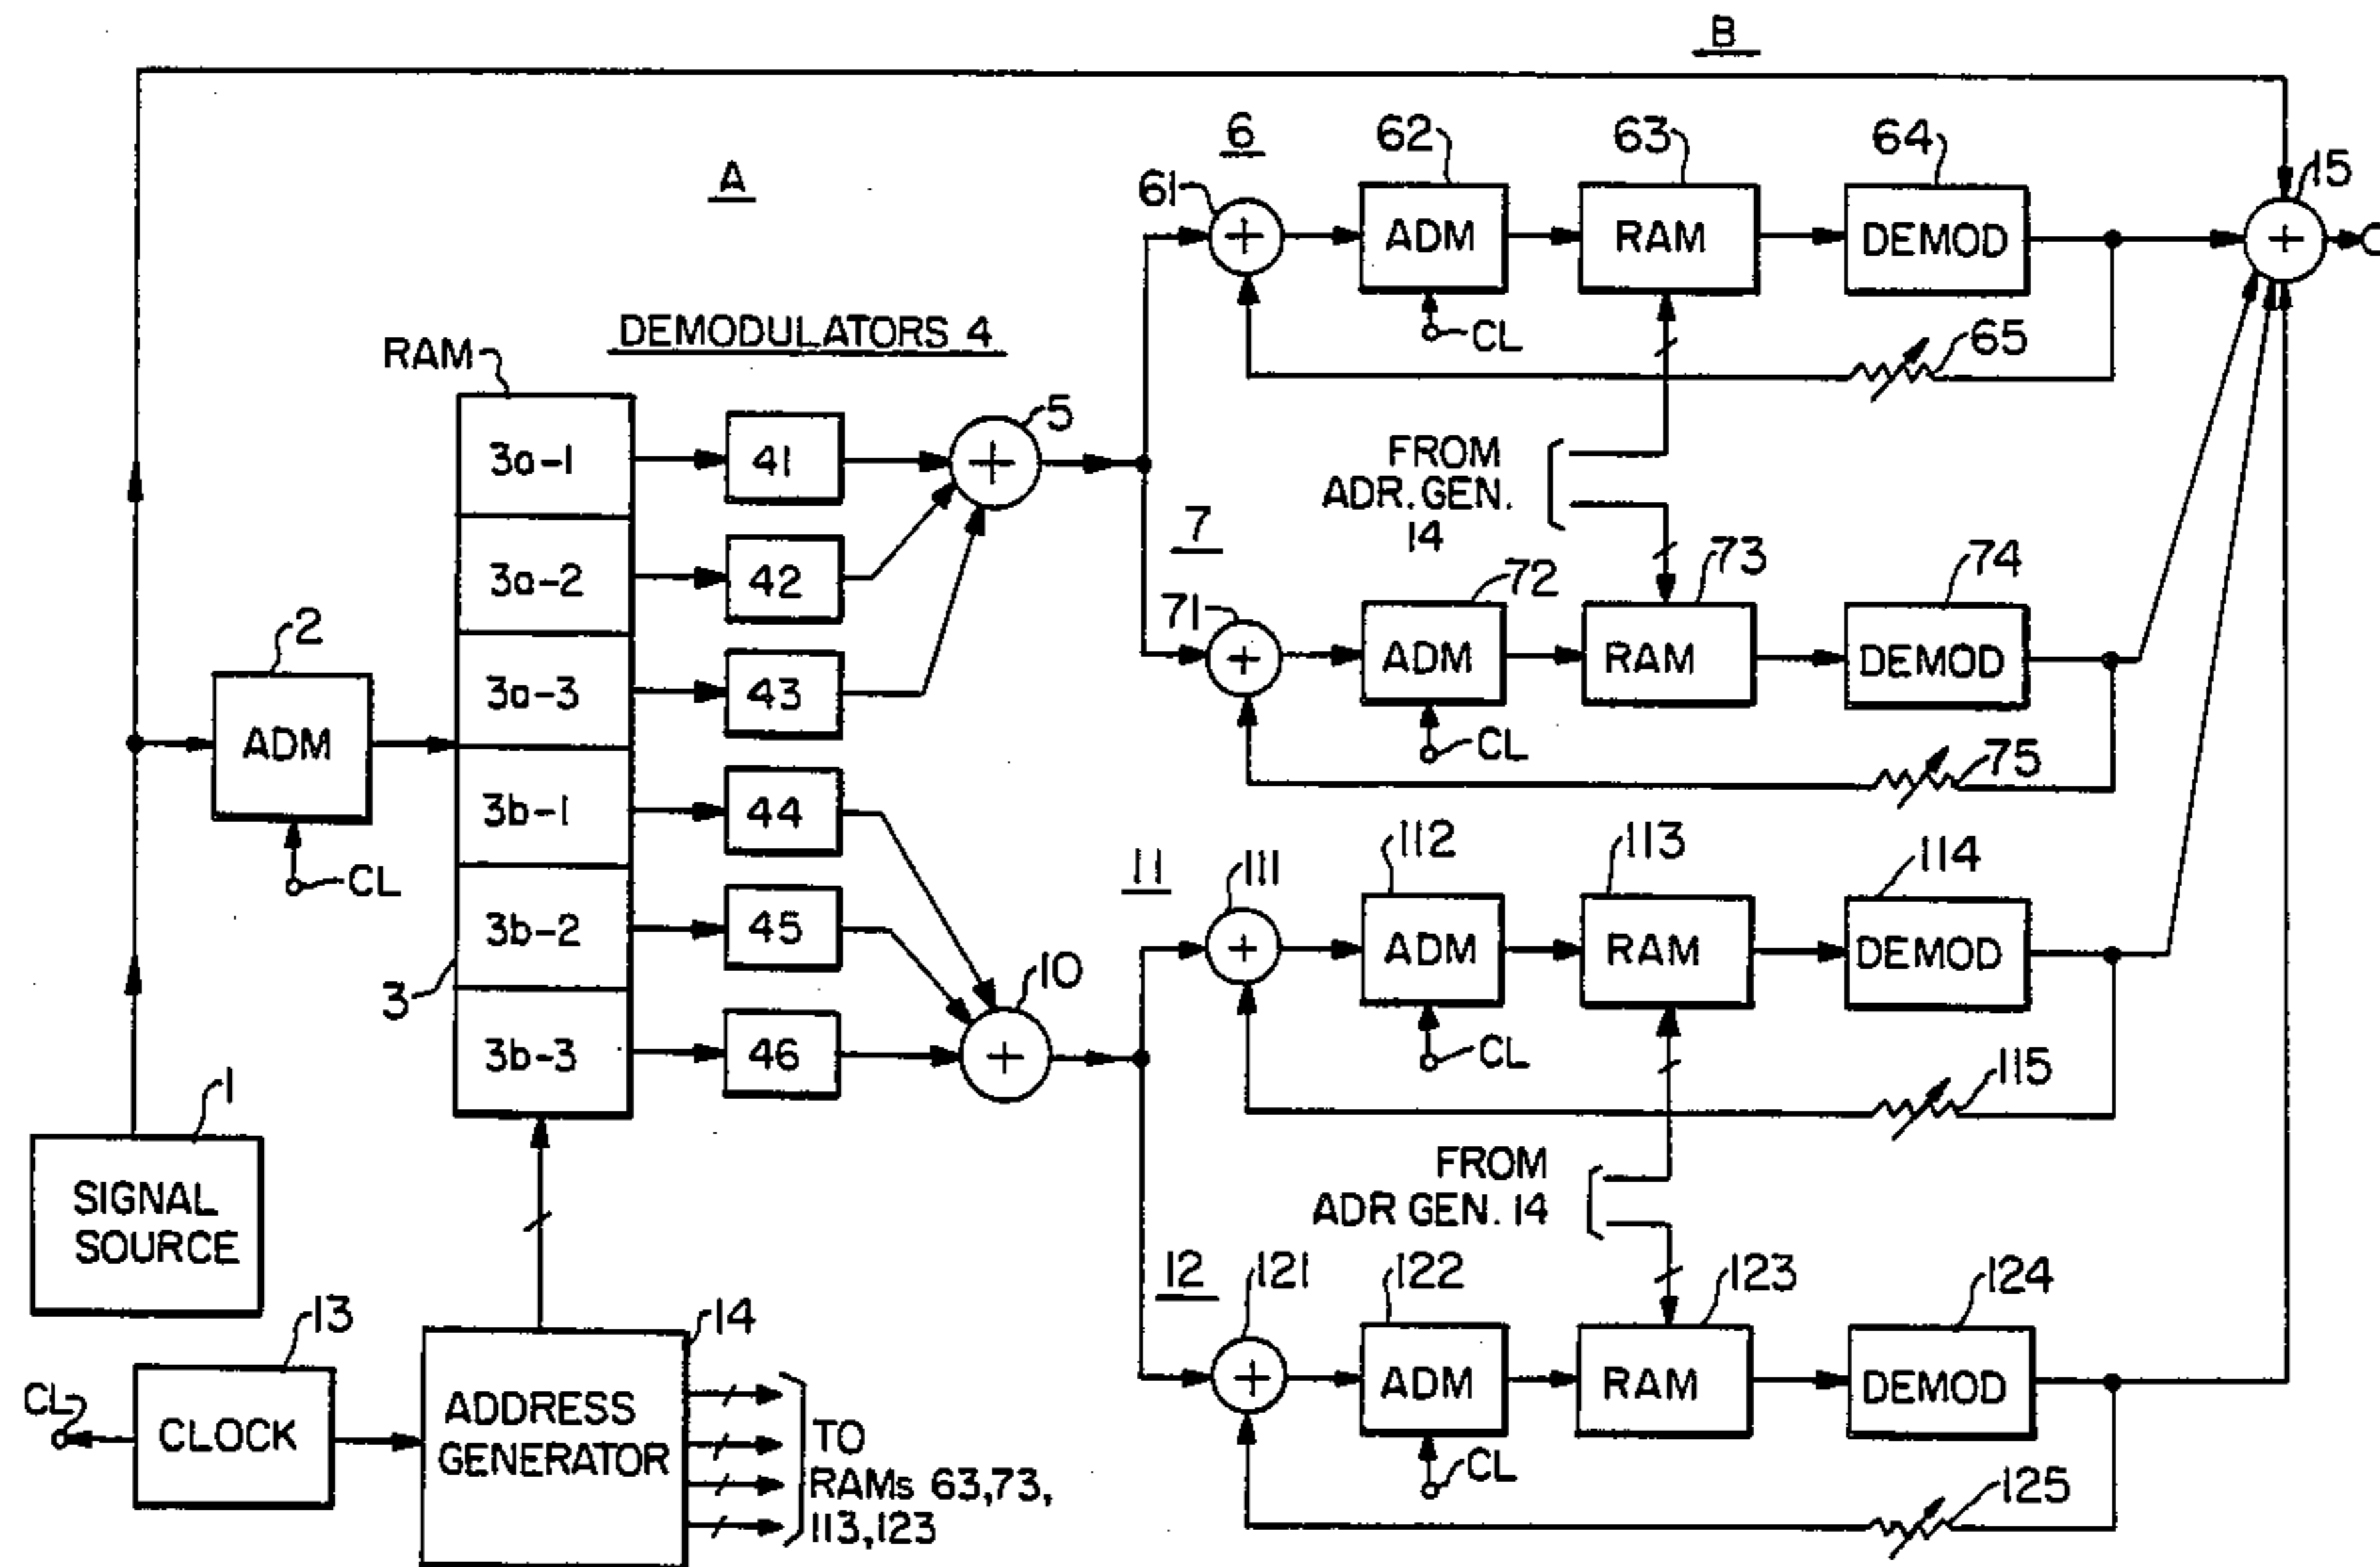 B
A
6
62
63
64
61
15
+
ADM
RAM
DEMOD
+
CL
65
DEMODULATORS 4
RAM
5
3a-1
41
+
FROM
ADR. GEN.
14
3a-2
42
7
72
73
74
71
3a-3
43
+
ADM
RAM
DEMOD
2
ADM
CL
CL
75
3b-1
44
11
111
112
113
114
3b-2
45
+
ADM
RAM
DEMOD
3
10
3b-3
46
+
CL
115
1
SIGNAL
SOURCE
FROM
ADR GEN. 14
12
121
122
123
124
13
14
+
ADM
RAM
DEMOD
CL
CLOCK
ADDRESS
GENERATOR
TO
RAMs 63,73,
113,123
CL
125